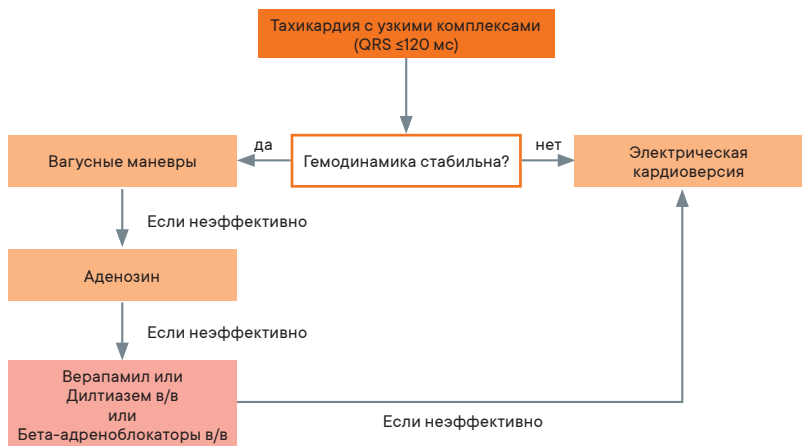 Тахикардия с узкими комплексами
(QRS ≤120 мс)
да
нет
Вагусные маневры
Гемодинамика стабильна?
Электрическая
кардиоверсия
Если неэффективно
Аденозин
Если неэффективно
Верапамил или
Дилтиазем в/в
или
Бета-адреноблокаторы в/в
Если неэффективно